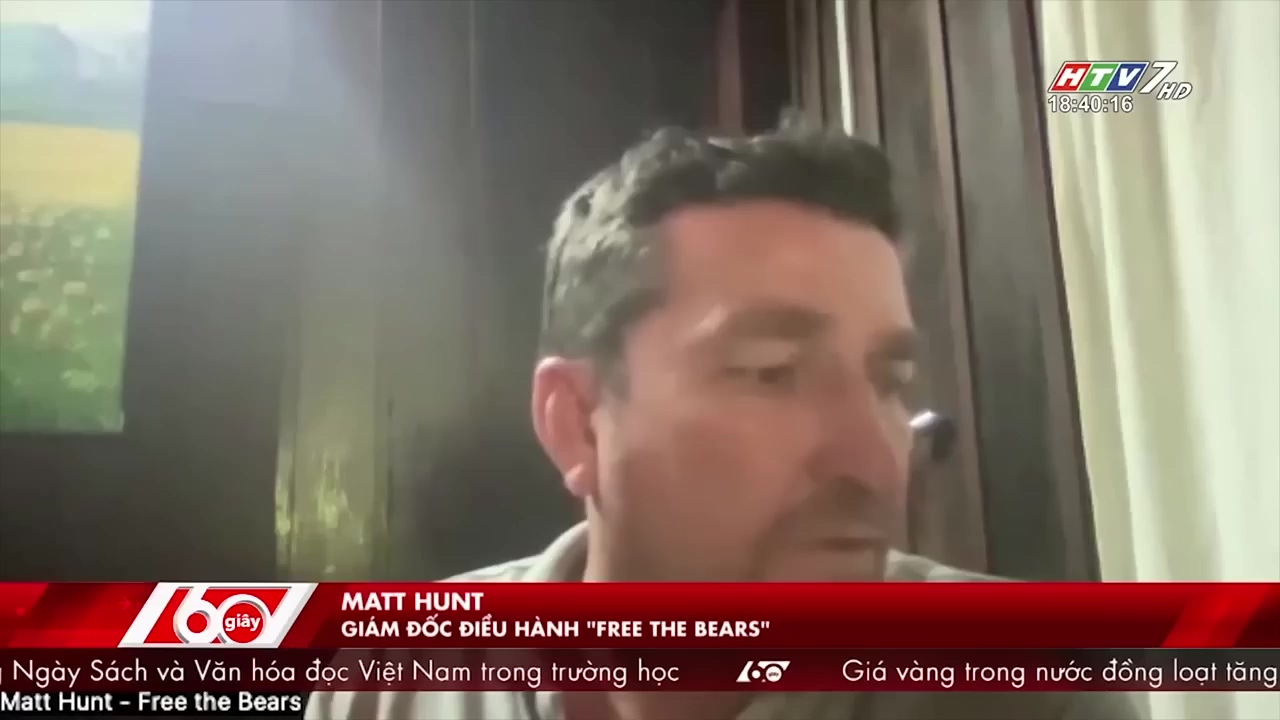 HTV7 HD
18:40:16
60 giây
MATT HUNT
GIÁM ĐỐC ĐIỀU HÀNH "FREE THE BEARS"
Ngày Sách và Văn hóa đọc Việt Nam trong trường học 60 Giá vàng trong nước đồng loạt tăng
Matt Hunt - Free the Bears